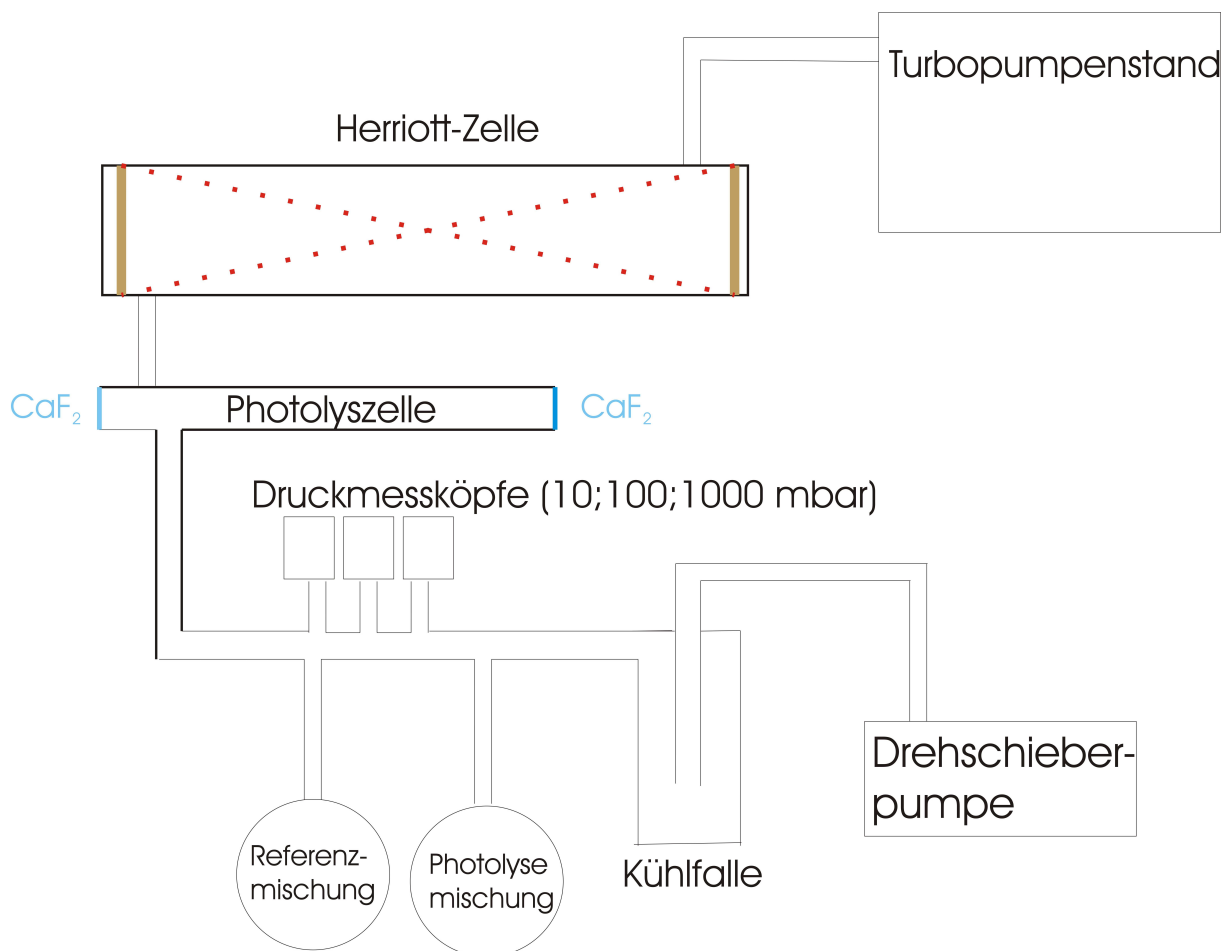 Turbopumpenstand
Herriott-Zelle
CaF₂
Photolyszelle
CaF₂
Druckmessköpfe (10;100;1000 mbar)
Drehschieber-
pumpe
Referenz-
mischung
Photolyse
mischung
Kühlfalle